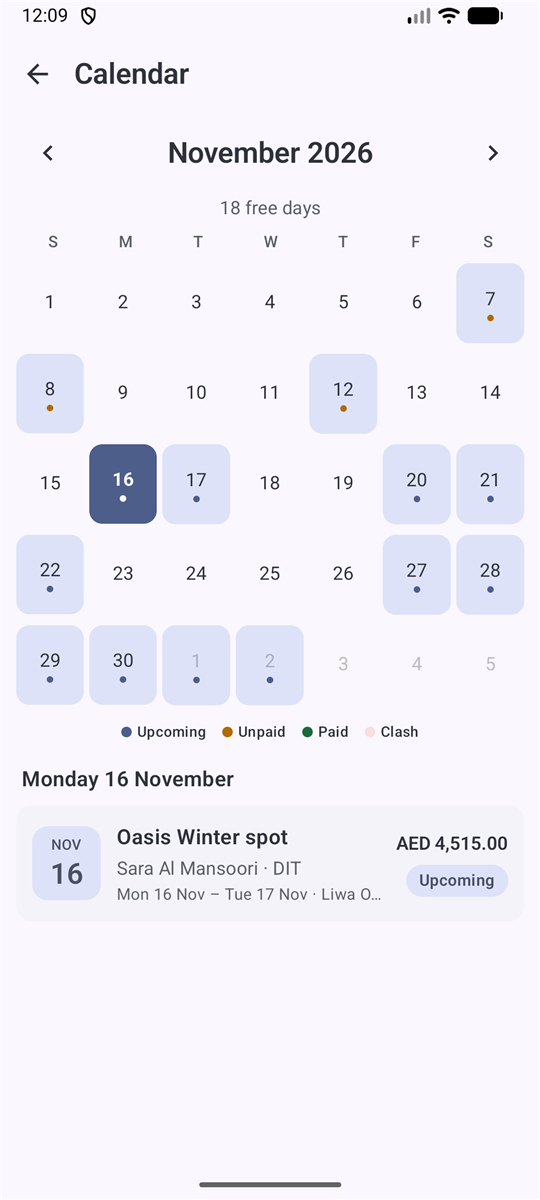 12:09
Calendar
November 2026
18 free days
S M T W T F S
1 2 3 4 5 6 7
8 9 10 11 12 13 14
15 16 17 18 19 20 21
22 23 24 25 26 27 28
29 30 1 2 3 4 5
Upcoming Unpaid Paid Clash
Monday 16 November
NOV
16
Oasis Winter spot
Sara Al Mansoori · DIT
Mon 16 Nov – Tue 17 Nov · Liwa O...
AED 4,515.00
Upcoming